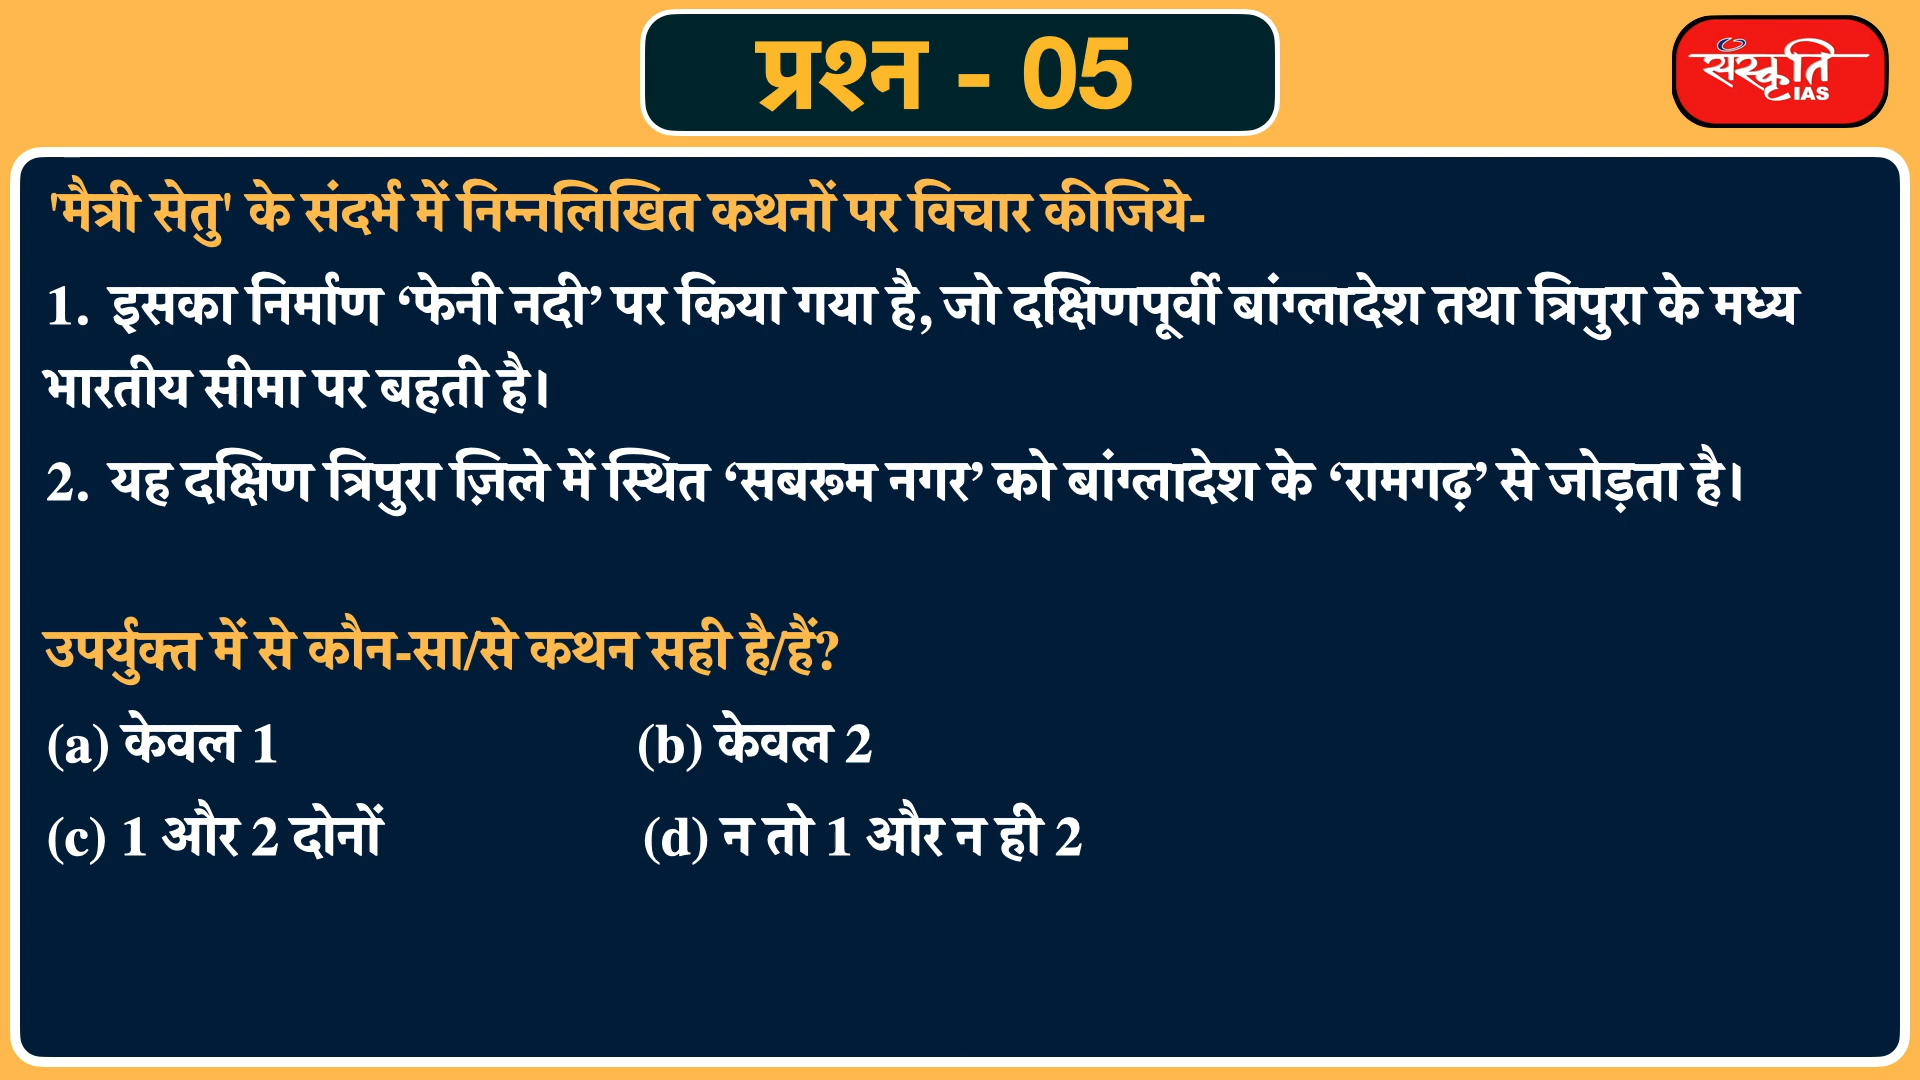 प्रश्न - 05
संस्कृति
IAS
'मैत्री सेतु' के संदर्भ में निम्नलिखित कथनों पर विचार कीजिये-
1. इसका निर्माण ‘फेनी नदी’ पर किया गया है, जो दक्षिणपूर्वी बांग्लादेश तथा त्रिपुरा के मध्य
भारतीय सीमा पर बहती है।
2. यह दक्षिण त्रिपुरा ज़िले में स्थित ‘सबरूम नगर’ को बांग्लादेश के ‘रामगढ़’ से जोड़ता है।
उपर्युक्त में से कौन-सा/से कथन सही है/हैं?
(a) केवल 1 (b) केवल 2
(c) 1 और 2 दोनों (d) न तो 1 और न ही 2